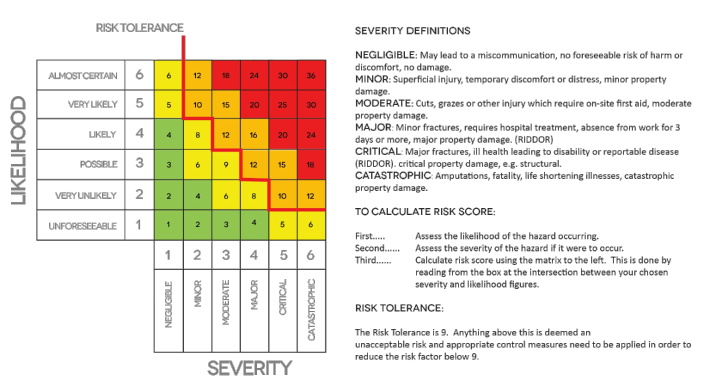 RISK TOLERANCE
LIKELIHOOD
ALMOST CERTAIN 6 6 12 18 24 30 36
VERY LIKELY 5 5 10 15 20 25 30
LIKELY 4 4 8 12 16 20 24
POSSIBLE 3 3 6 9 12 15 18
VERY UNLIKELY 2 2 4 6 8 10 12
UNFORESEEABLE 1 1 2 3 4 5 6
1 2 3 4 5 6
NEGLIGIBLE MINOR MODERATE MAJOR CRITICAL CATASTROPHIC
SEVERITY
SEVERITY DEFINITIONS
NEGLIGIBLE: May lead to a miscommunication, no foreseeable risk of harm or
discomfort, no damage.
MINOR: Superficial injury, temporary discomfort or distress, minor property
damage.
MODERATE: Cuts, grazes or other injury which require on-site first aid, moderate
property damage.
MAJOR: Minor fractures, requires hospital treatment, absence from work for 3
days or more, major property damage. (RIDDOR)
CRITICAL: Major fractures, ill health leading to disability or reportable disease
(RIDDOR). critical property damage, e.g. structural.
CATASTROPHIC: Amputations, fatality, life shortening illnesses, catastrophic
property damage.
TO CALCULATE RISK SCORE:
First..... Assess the likelihood of the hazard occurring.
Second...... Assess the severity of the hazard if it were to occur.
Third...... Calculate risk score using the matrix to the left. This is done by
reading from the box at the intersection between your chosen
severity and likelihood figures.
RISK TOLERANCE:
The Risk Tolerance is 9. Anything above this is deemed an
unacceptable risk and appropriate control measures need to be applied in order to
reduce the risk factor below 9.